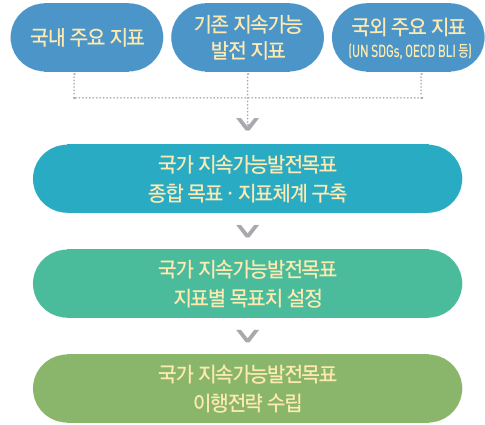 국내 주요 지표
기존 지속가능
발전 지표
국외 주요 지표
(UN SDGs, OECD BLI 등)
국가 지속가능발전목표
종합 목표 · 지표체계 구축
국가 지속가능발전목표
지표별 목표치 설정
국가 지속가능발전목표
이행전략 수립